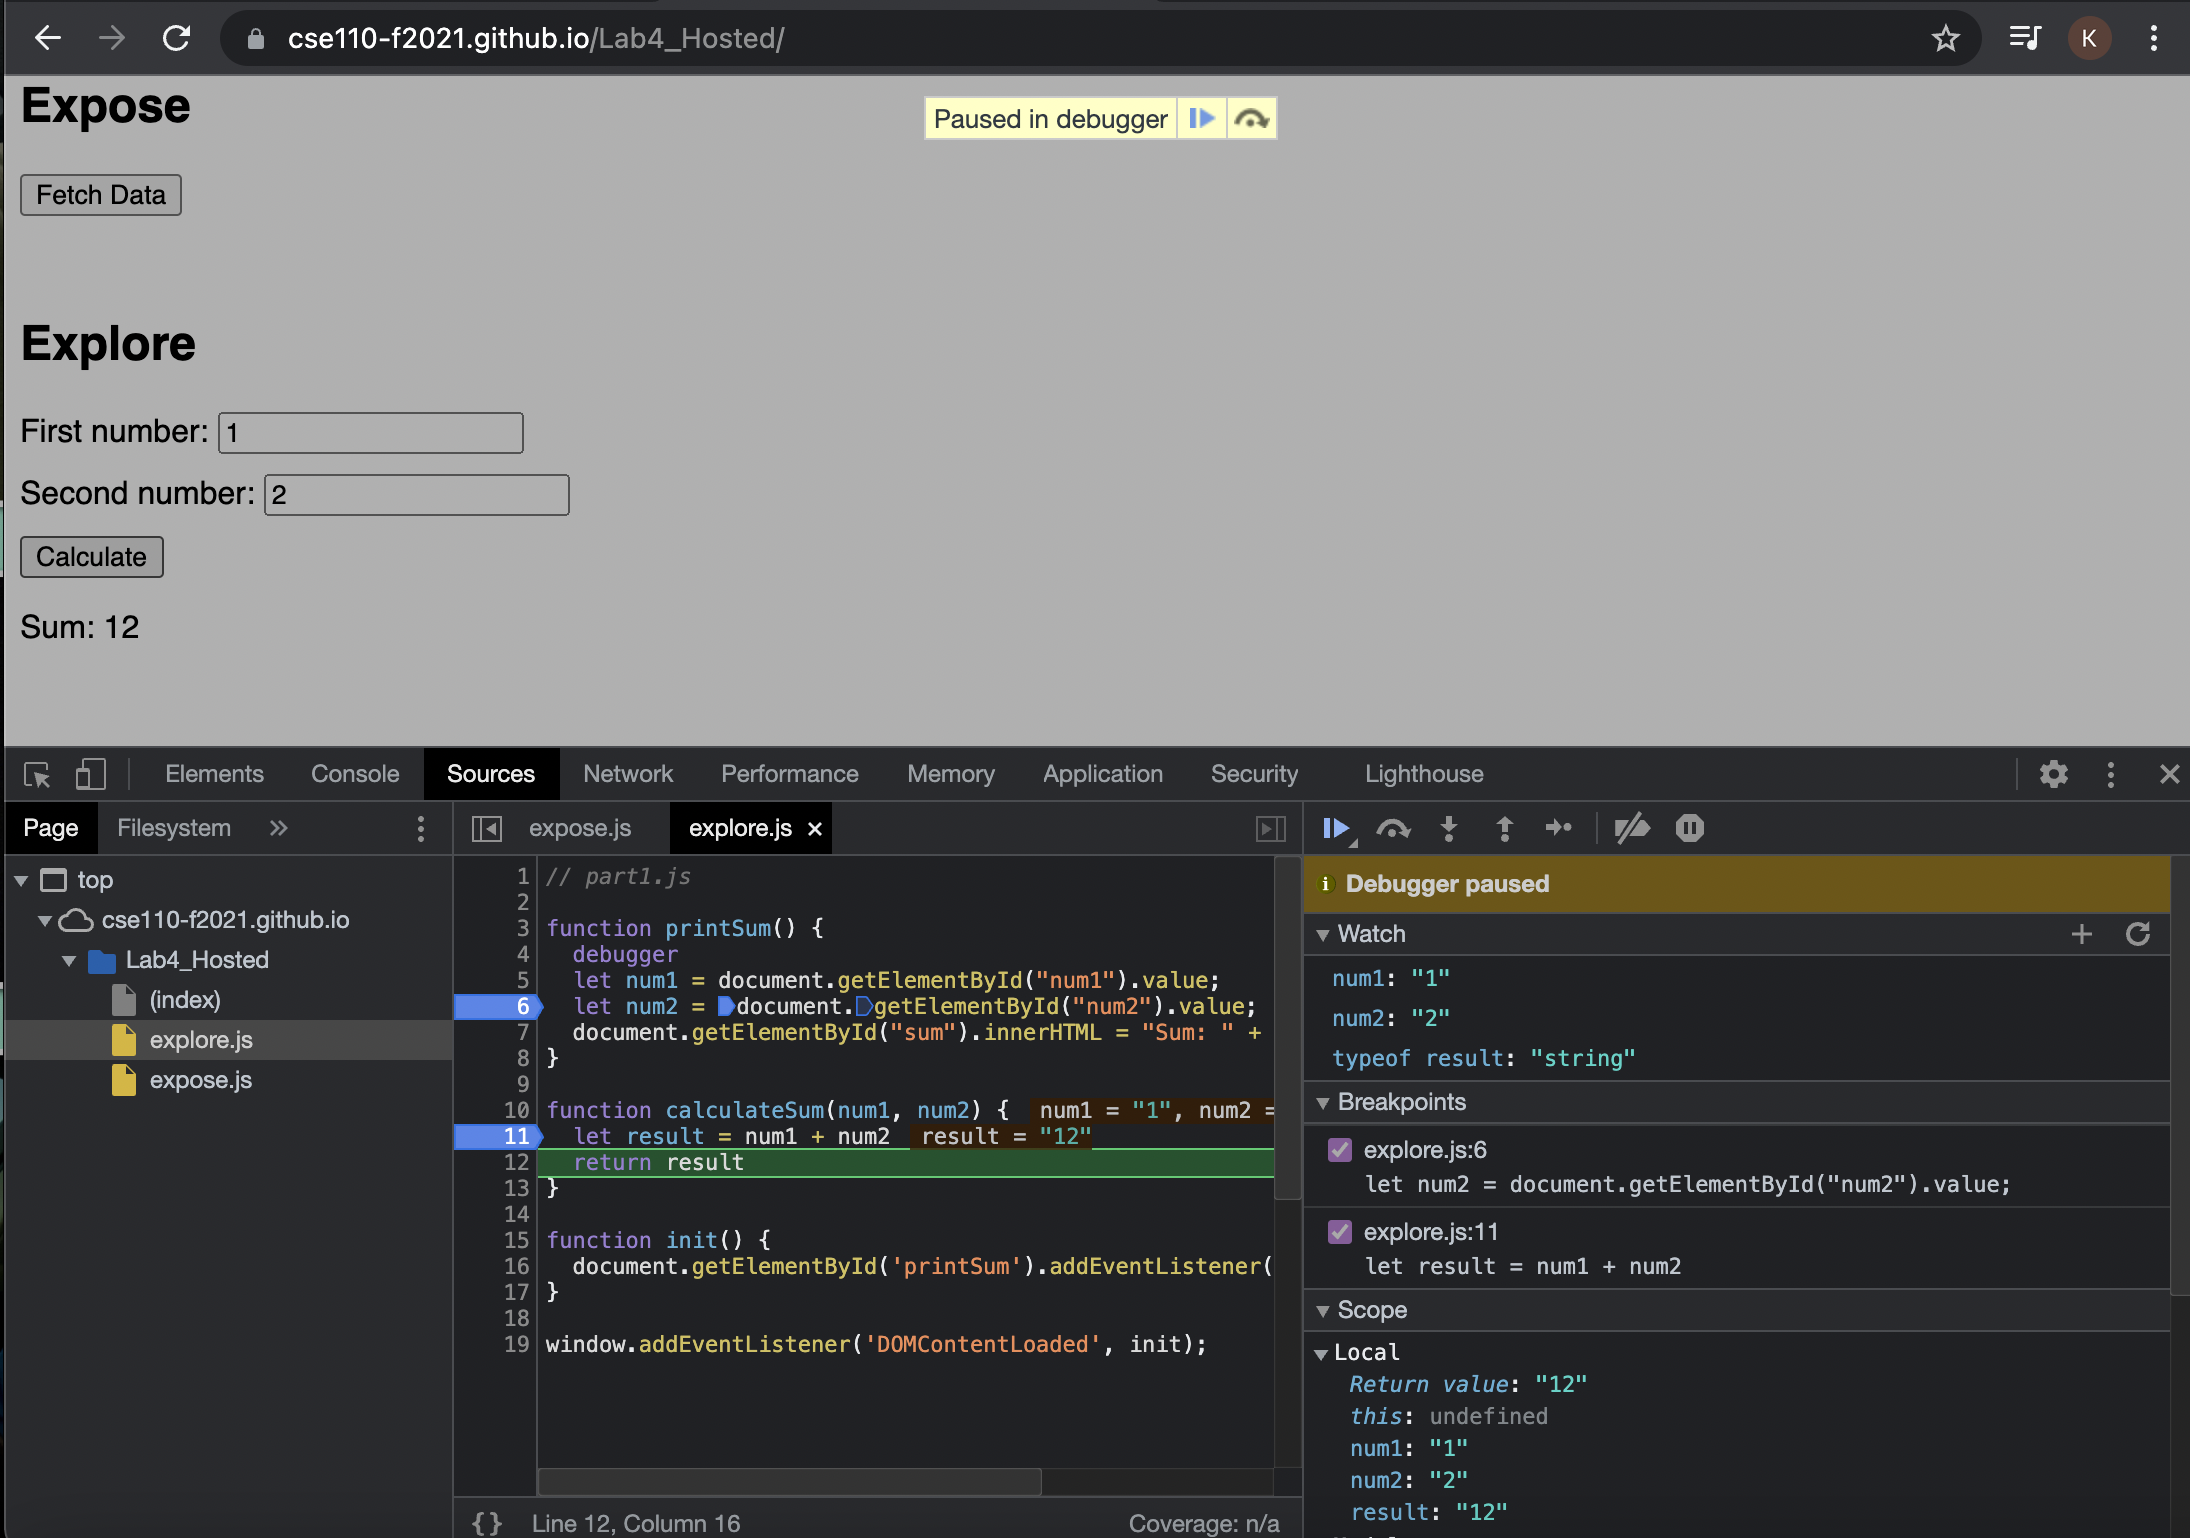 cse110-f2021.github.io/Lab4_Hosted/
K
Expose
Paused in debugger
Fetch Data
Explore
First number: 1
Second number: 2
Calculate
Sum: 12
Elements Console Sources Network Performance Memory Application Security Lighthouse
Page Filesystem »
expose.js explore.js ×
top
cse110-f2021.github.io
Lab4_Hosted
(index)
explore.js
expose.js
1 // part1.js
2
3 function printSum() {
4 debugger
5 let num1 = document.getElementById("num1").value;
6 let num2 = document.getElementById("num2").value;
7 document.getElementById("sum").innerHTML = "Sum: " +
8 }
9
10 function calculateSum(num1, num2) { num1 = "1", num2 =
11 let result = num1 + num2 result = "12"
12 return result
13 }
14
15 function init() {
16 document.getElementById('printSum').addEventListener(
17 }
18
19 window.addEventListener('DOMContentLoaded', init);
{} Line 12, Column 16
Coverage: n/a
Debugger paused
Watch
num1: "1"
num2: "2"
typeof result: "string"
Breakpoints
explore.js:6
let num2 = document.getElementById("num2").value;
explore.js:11
let result = num1 + num2
Scope
Local
Return value: "12"
this: undefined
num1: "1"
num2: "2"
result: "12"